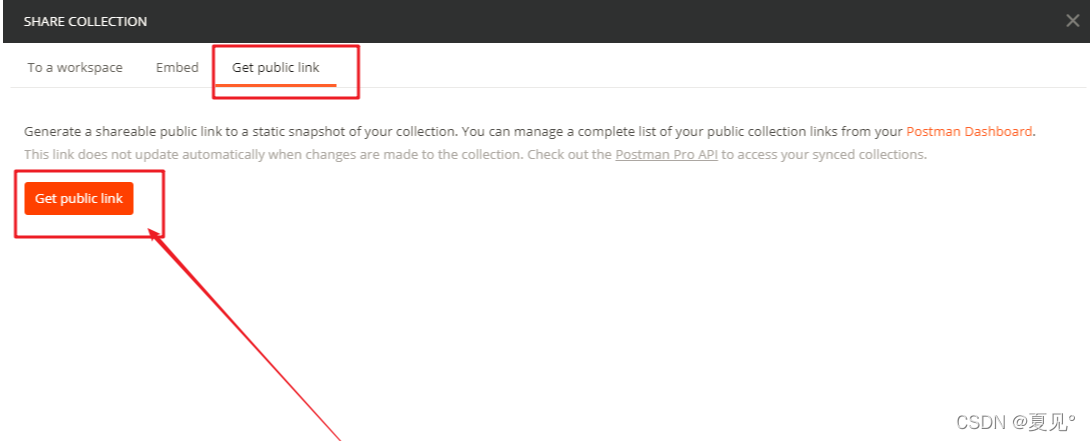 SHARE COLLECTION
To a workspace Embed Get public link
Generate a shareable public link to a static snapshot of your collection. You can manage a complete list of your public collection links from your Postman Dashboard.
This link does not update automatically when changes are made to the collection. Check out the Postman Pro API to access your synced collections.
Get public link
CSDN @夏见°